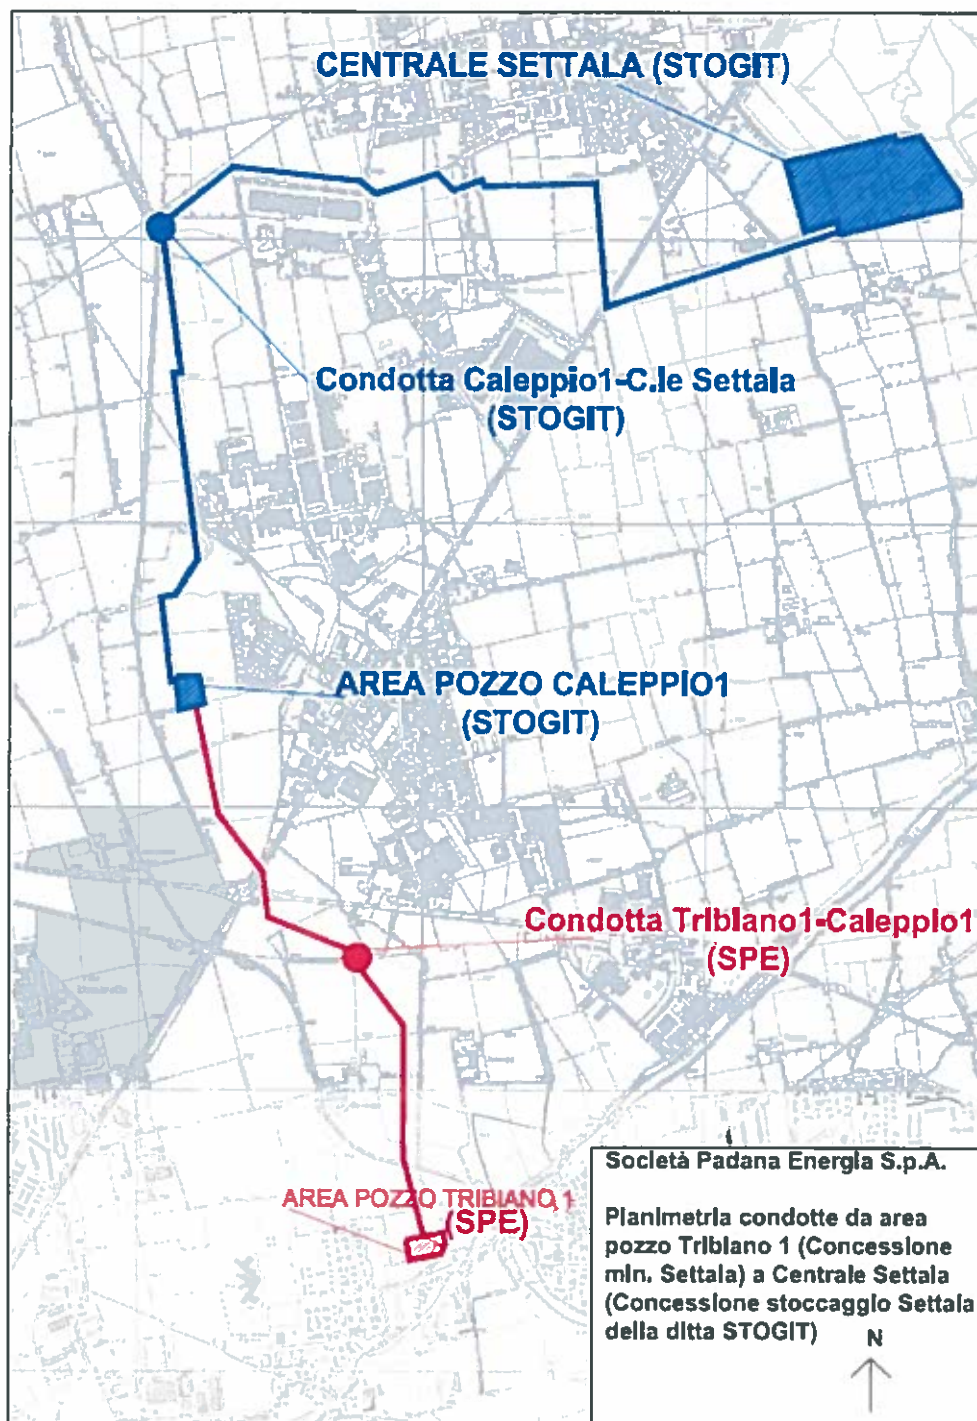 CENTRALE SETTALA (STOGIT)
Condotta Caleppio1-C.le Settala
(STOGIT)
AREA POZZO CALEPPIO1
(STOGIT)
Condotta Tribiano1-Caleppio1
(SPE)
AREA POZZO TRIBIANO 1
(SPE)
Società Padana Energia S.p.A.
Planimetria condotte da area
pozzo Tribiano 1 (Concessione
min. Settala) a Centrale Settala
(Concessione stoccaggio Settala
della ditta STOGIT)
N